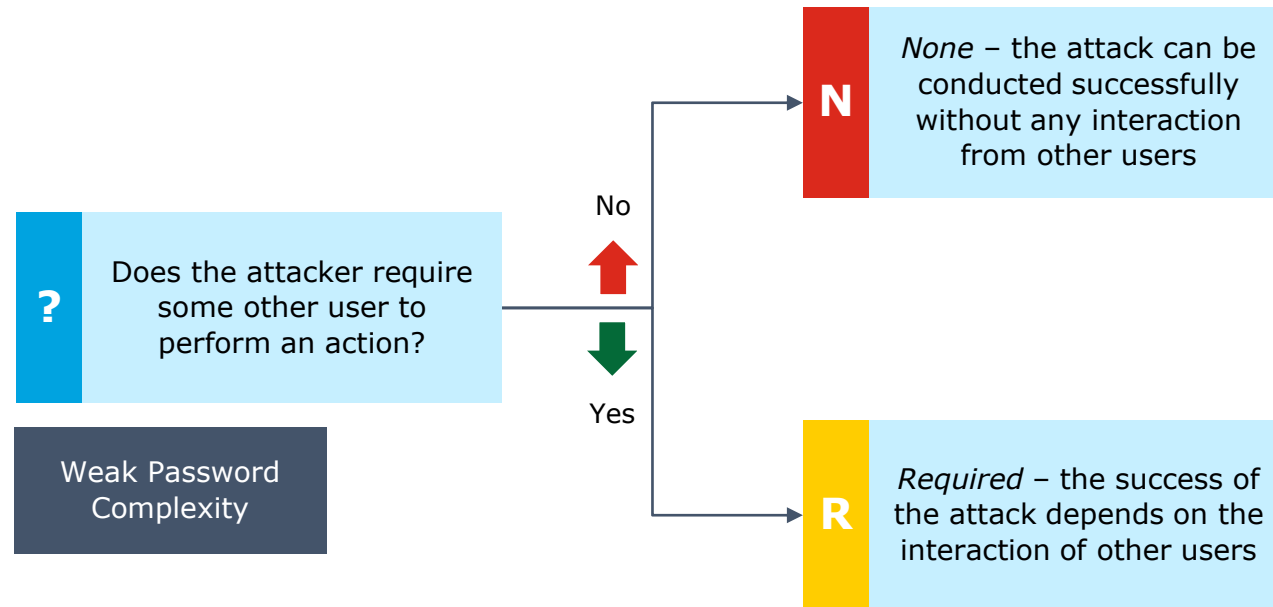 N
None – the attack can be
conducted successfully
without any interaction
from other users
No
?
Does the attacker require
some other user to
perform an action?
Yes
Weak Password
Complexity
R
Required – the success of
the attack depends on the
interaction of other users